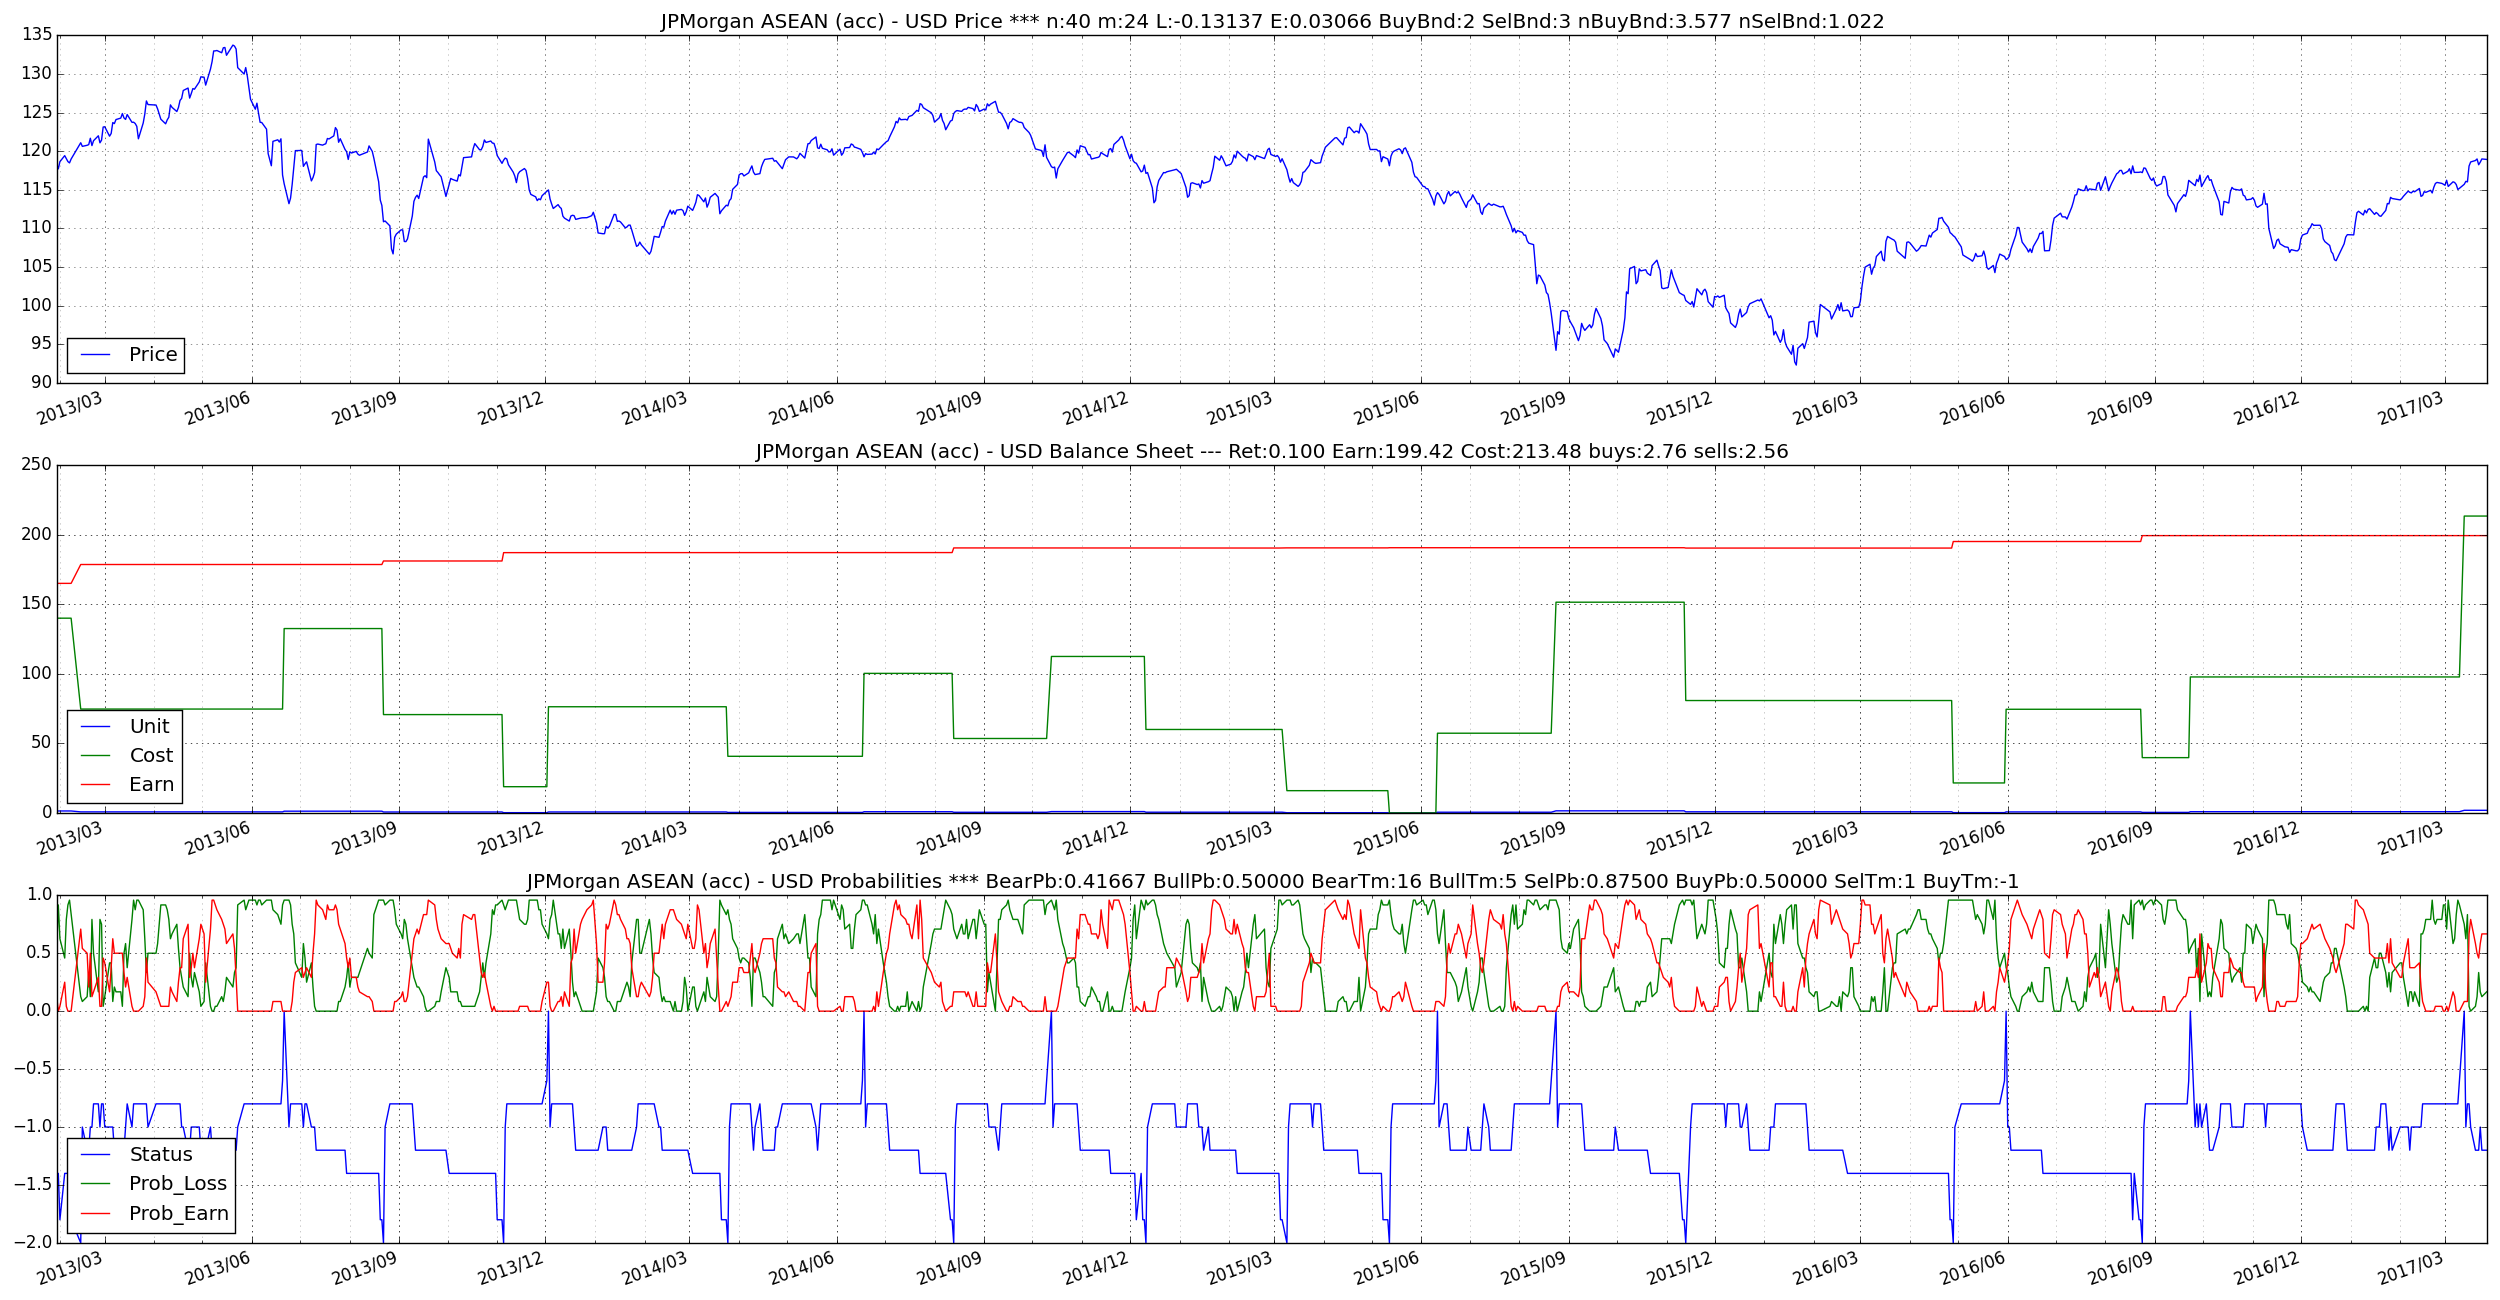 JPMorgan ASEAN (acc) - USD Price *** n:40 m:24 L:-0.13137 E:0.03066 BuyBnd:2 SelBnd:3 nBuyBnd:3.577 nSelBnd:1.022
135
130
125
120
115
110
105
100
95
90
Price
2013/03 2013/06 2013/09 2013/12 2014/03 2014/06 2014/09 2014/12 2015/03 2015/06 2015/09 2015/12 2016/03 2016/06 2016/09 2016/12 2017/03
JPMorgan ASEAN (acc) - USD Balance Sheet --- Ret:0.100 Earn:199.42 Cost:213.48 buys:2.76 sells:2.56
250
200
150
100
50
0
Unit
Cost
Earn
2013/03 2013/06 2013/09 2013/12 2014/03 2014/06 2014/09 2014/12 2015/03 2015/06 2015/09 2015/12 2016/03 2016/06 2016/09 2016/12 2017/03
JPMorgan ASEAN (acc) - USD Probabilities *** BearPb:0.41667 BullPb:0.50000 BearTm:16 BullTm:5 SelPb:0.87500 BuyPb:0.50000 SelTm:1 BuyTm:-1
1.0
0.5
0.0
−0.5
−1.0
−1.5
−2.0
Status
Prob_Loss
Prob_Earn
2013/03 2013/06 2013/09 2013/12 2014/03 2014/06 2014/09 2014/12 2015/03 2015/06 2015/09 2015/12 2016/03 2016/06 2016/09 2016/12 2017/03